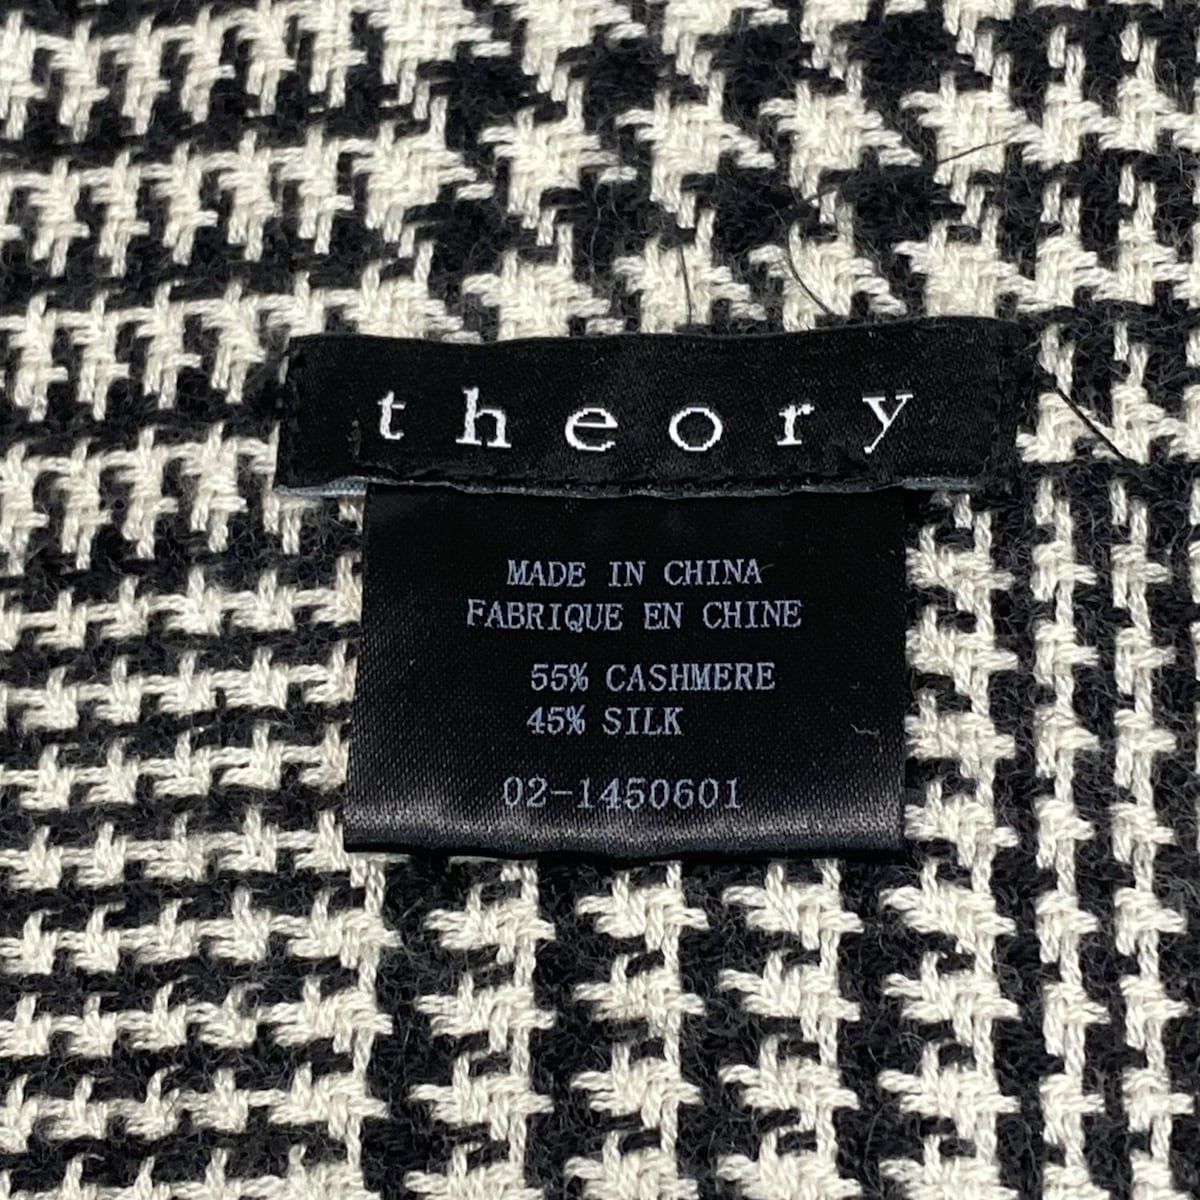 theory
MADE IN CHINA
FABRIQUE EN CHINE
55% CASHMERE
45% SILK
02-1450601